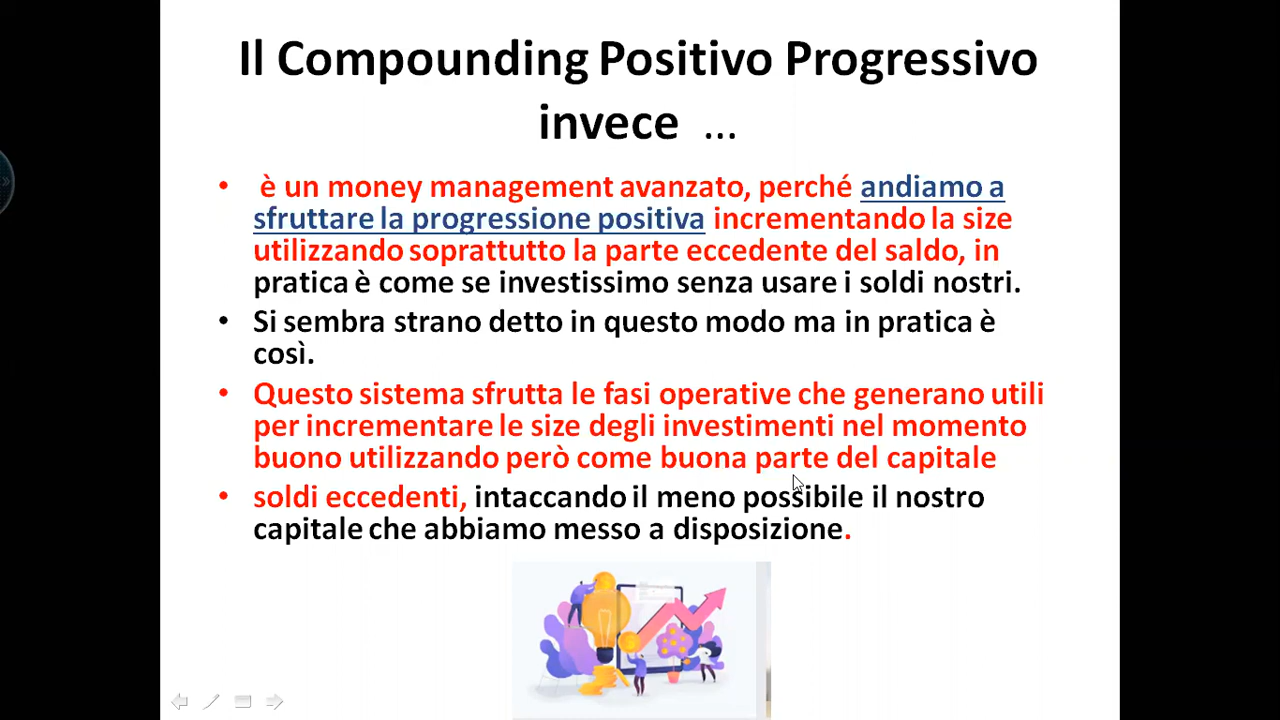 Il Compounding Positivo Progressivo
invece ...
• è un money management avanzato, perché andiamo a
sfruttare la progressione positiva incrementando la size
utilizzando soprattutto la parte eccedente del saldo, in
pratica è come se investissimo senza usare i soldi nostri.
• Si sembra strano detto in questo modo ma in pratica è
così.
• Questo sistema sfrutta le fasi operative che generano utili
per incrementare le size degli investimenti nel momento
buono utilizzando però come buona parte del capitale
• soldi eccedenti, intaccando il meno possibile il nostro
capitale che abbiamo messo a disposizione.